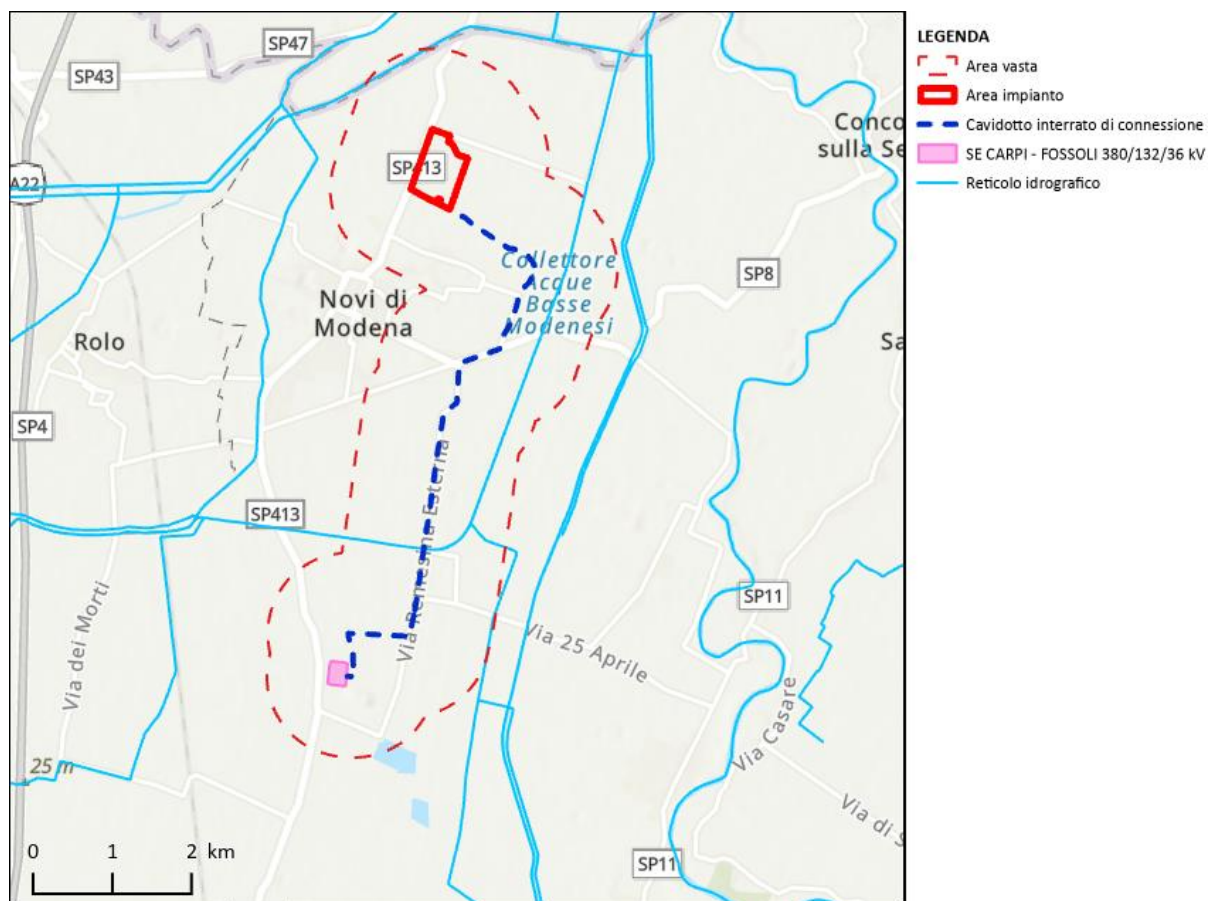 SP47
SP43
SP413
A22
Conco
sulla Se
SP8
Collettore
Acque
Basse
Modenesi
Novi di
Modena
Rolo
Sa
SP4
SP413
Via Remesina Esterna
SP11
Via 25 Aprile
Via dei Morti
Via Casare
25 m
Via di S
SP11
0 1 2 km
LEGENDA
Area vasta
Area impianto
Cavidotto interrato di connessione
SE CARPI - FOSSOLI 380/132/36 kV
Reticolo idrografico